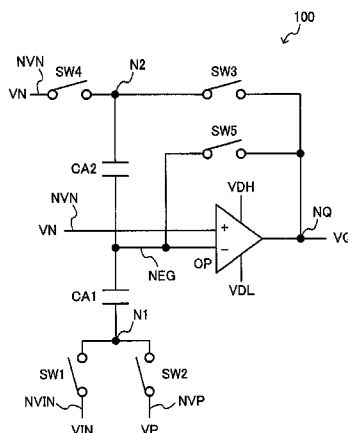 100
NVN
N2
SW4
SW3
VN
SW5
CA2
NVN
VDH
VN
NQ
+
−
VQ
OP
NEG
VDL
CA1
N1
SW1
SW2
NVIN
NVP
VIN
VP